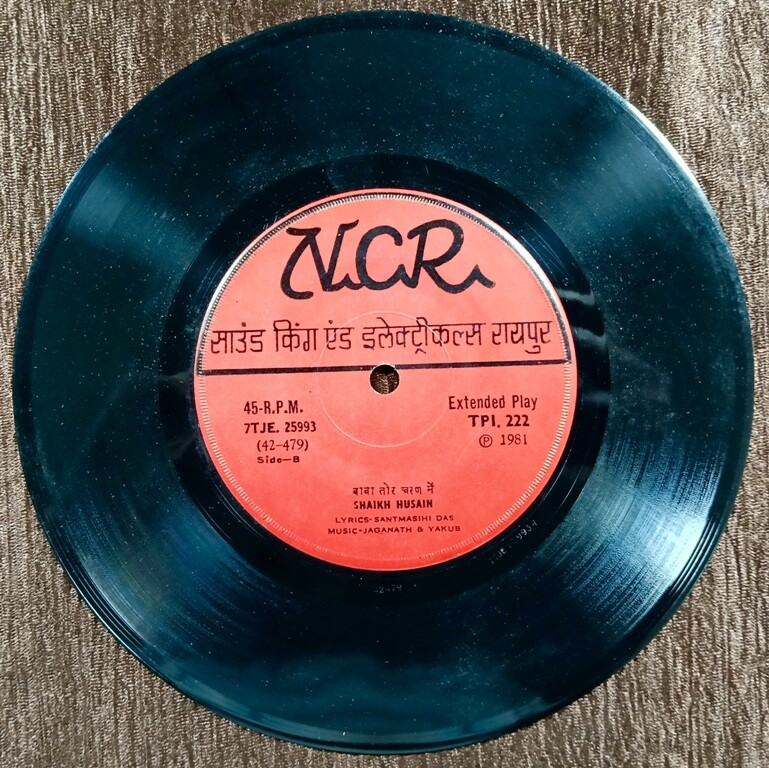 N.C.R.
साउंड किंग एंड इलेक्ट्रीकल्स रायपुर
45-R.P.M.
7TJE. 25993
(42-479)
Side-B
Extended Play
TPI. 222
Ⓟ 1981
बाबा तोर चरण में
SHAIKH HUSAIN
LYRICS-SANTMASIHI DAS
MUSIC-JAGANATH & YAKUB